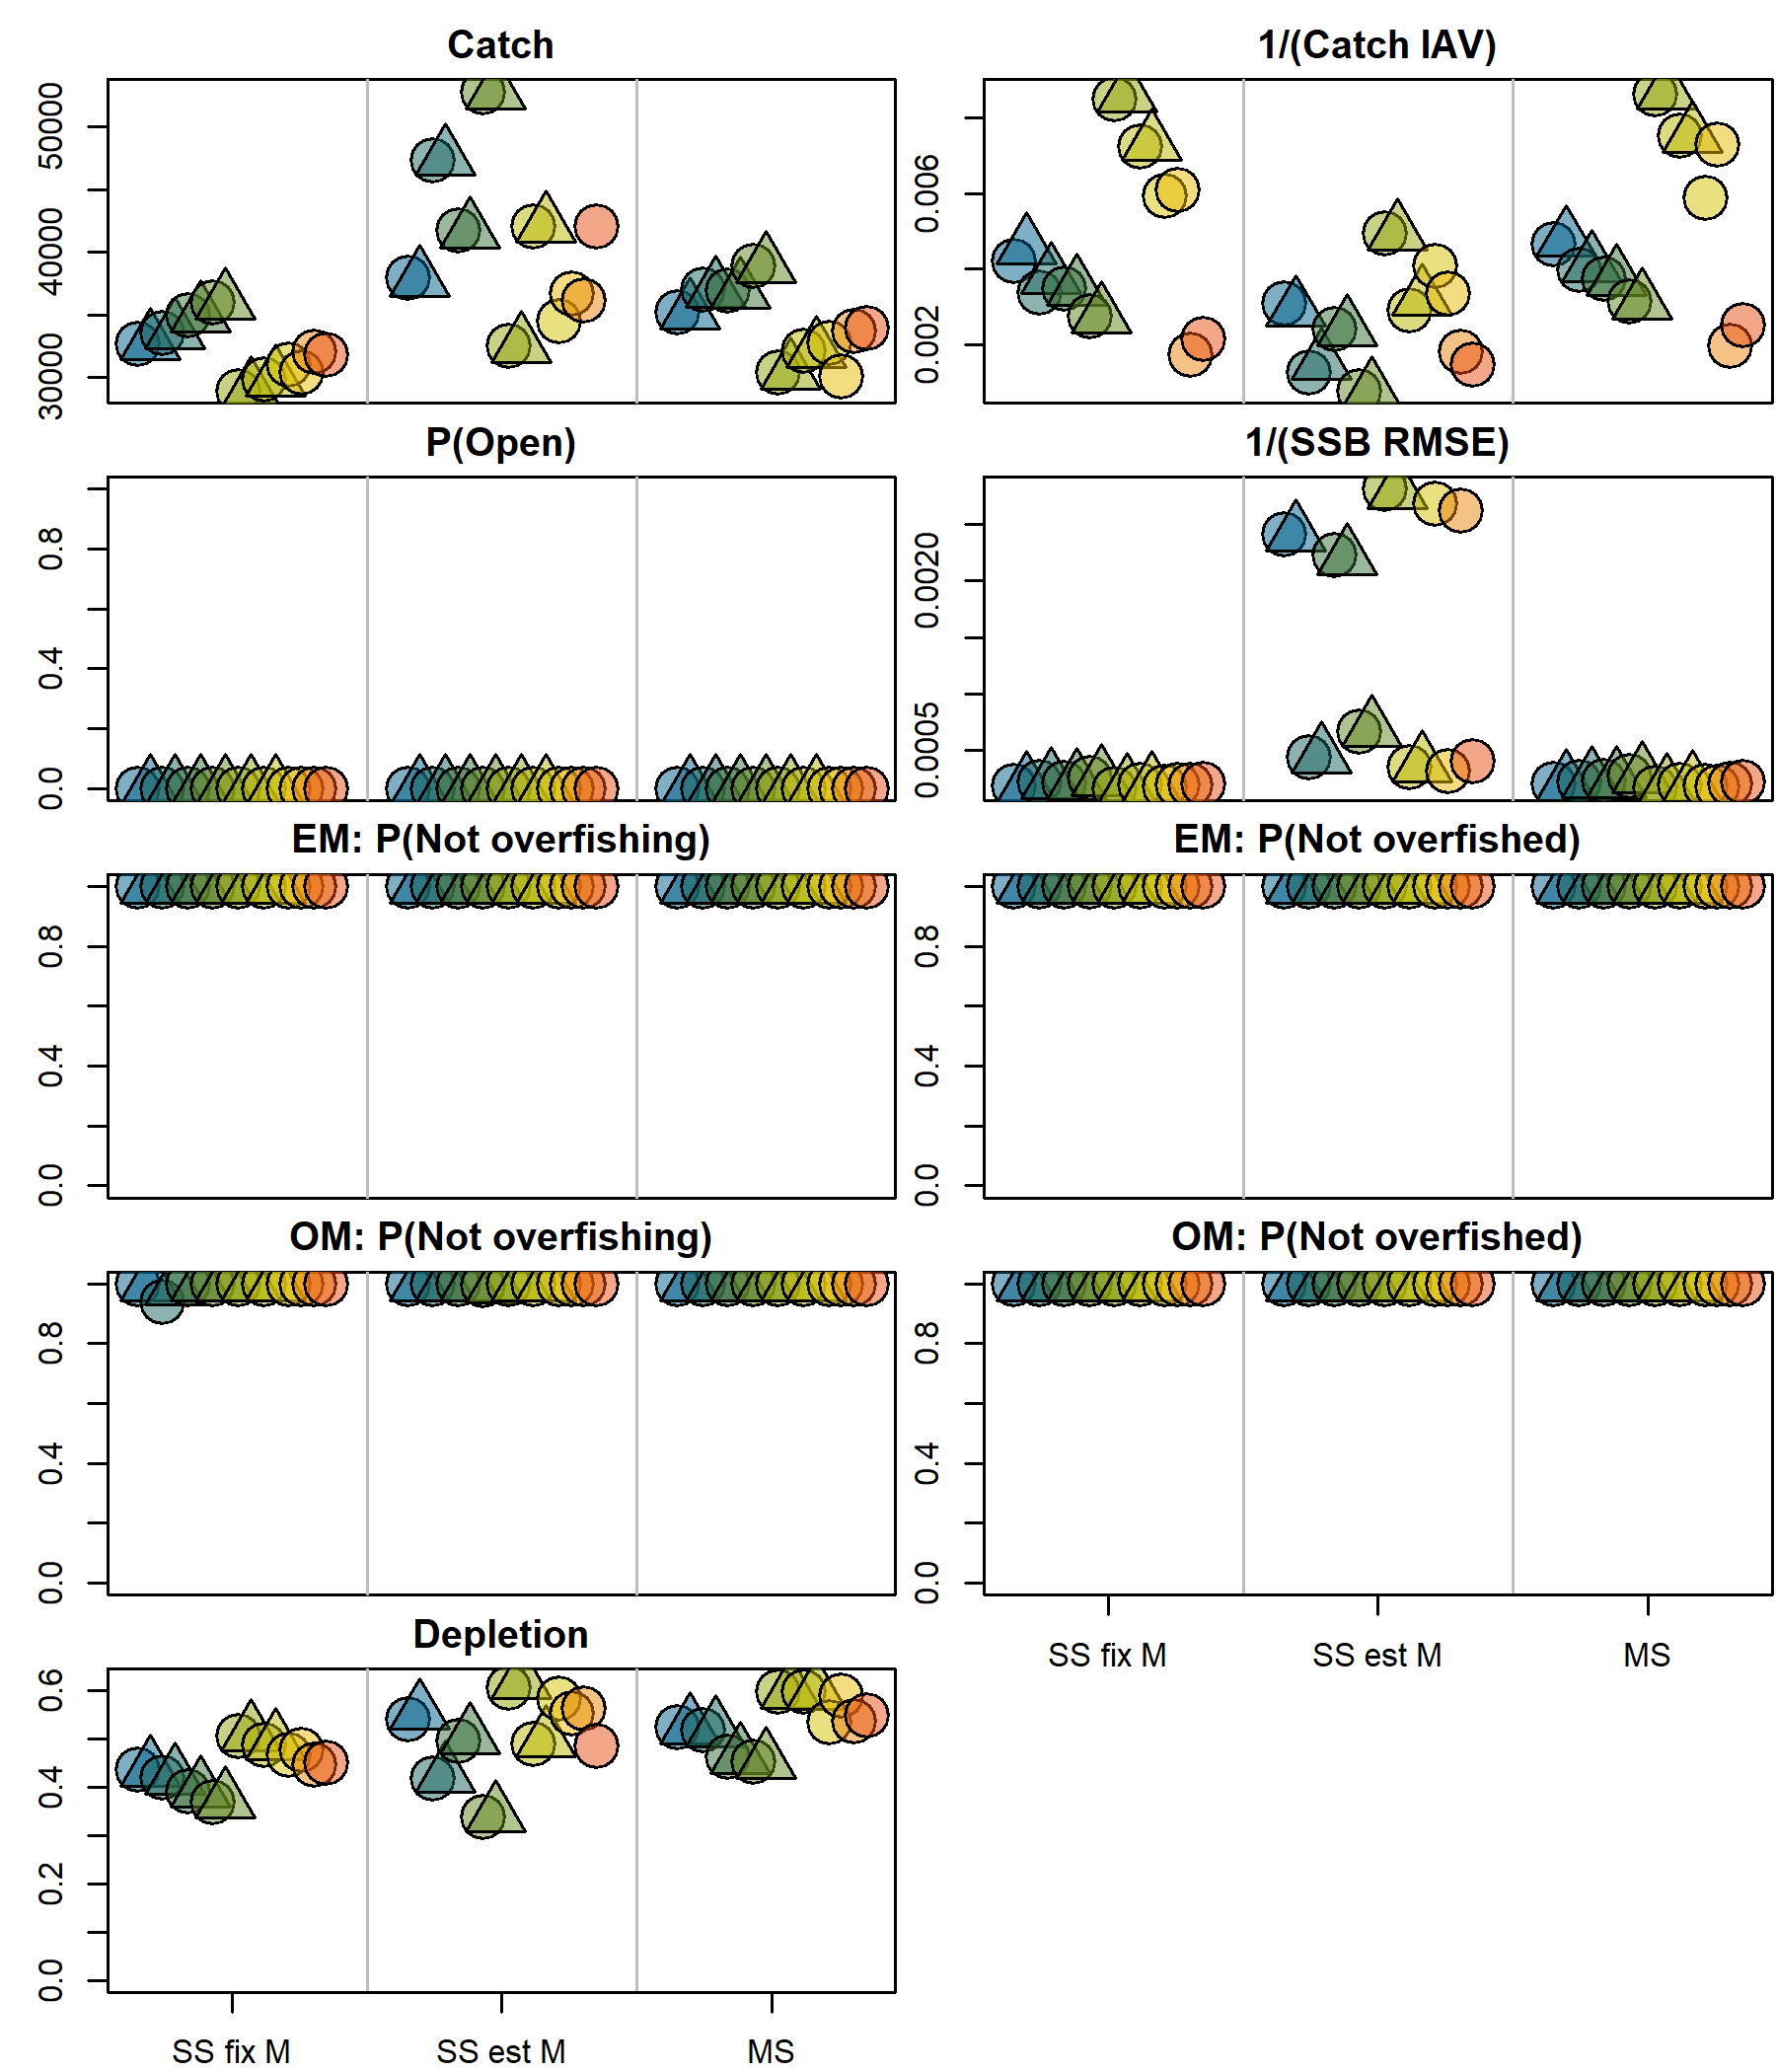 Catch
1/(Catch IAV)
50000
40000
30000
0.006
0.002
P(Open)
1/(SSB RMSE)
0.8
0.4
0.0
0.0020
0.0005
EM: P(Not overfishing)
EM: P(Not overfished)
0.8
0.4
0.0
0.8
0.4
0.0
OM: P(Not overfishing)
OM: P(Not overfished)
0.8
0.4
0.0
0.8
0.4
0.0
SS fix M
SS est M
MS
Depletion
0.6
0.4
0.2
0.0
SS fix M
SS est M
MS